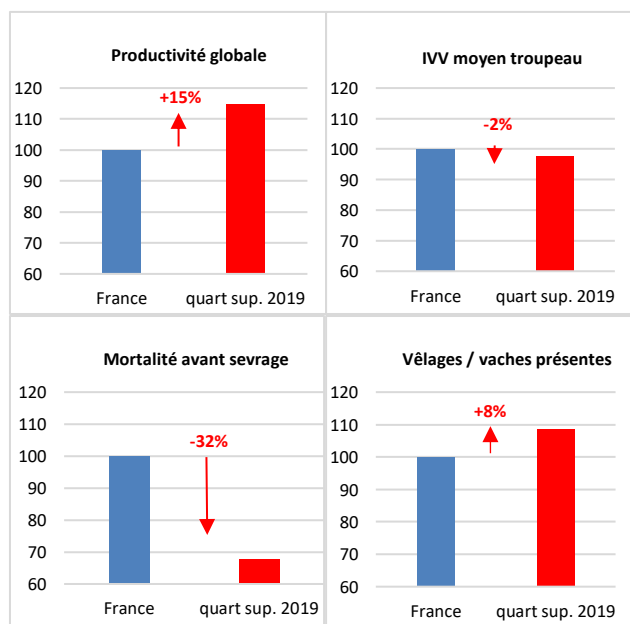 Productivité globale
120
110
100
90
80
70
60
+15%
France
quart sup. 2019
IVV moyen troupeau
120
110
100
90
80
70
60
-2%
France
quart sup. 2019
Mortalité avant sevrage
120
110
100
90
80
70
60
-32%
France
quart sup. 2019
Vêlages / vaches présentes
120
110
100
90
80
70
60
+8%
France
quart sup. 2019